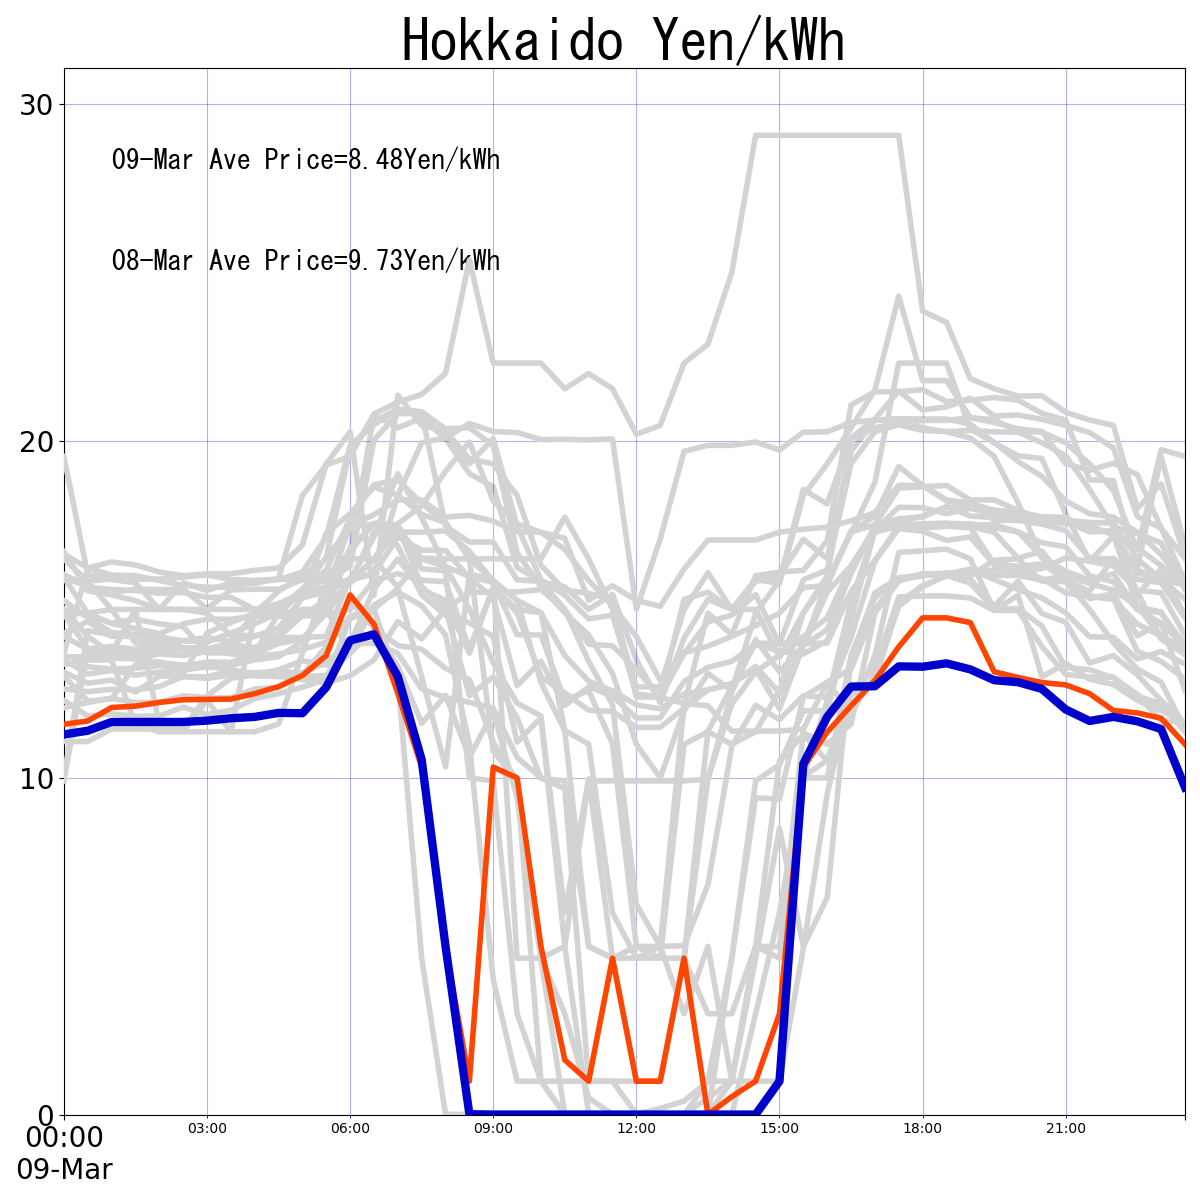 Hokkaido Yen/kWh
30
09-Mar Ave Price=8.48Yen/kWh
08-Mar Ave Price=9.73Yen/kWh
20
10
0
00:00 03:00 06:00 09:00 12:00 15:00 18:00 21:00
09-Mar